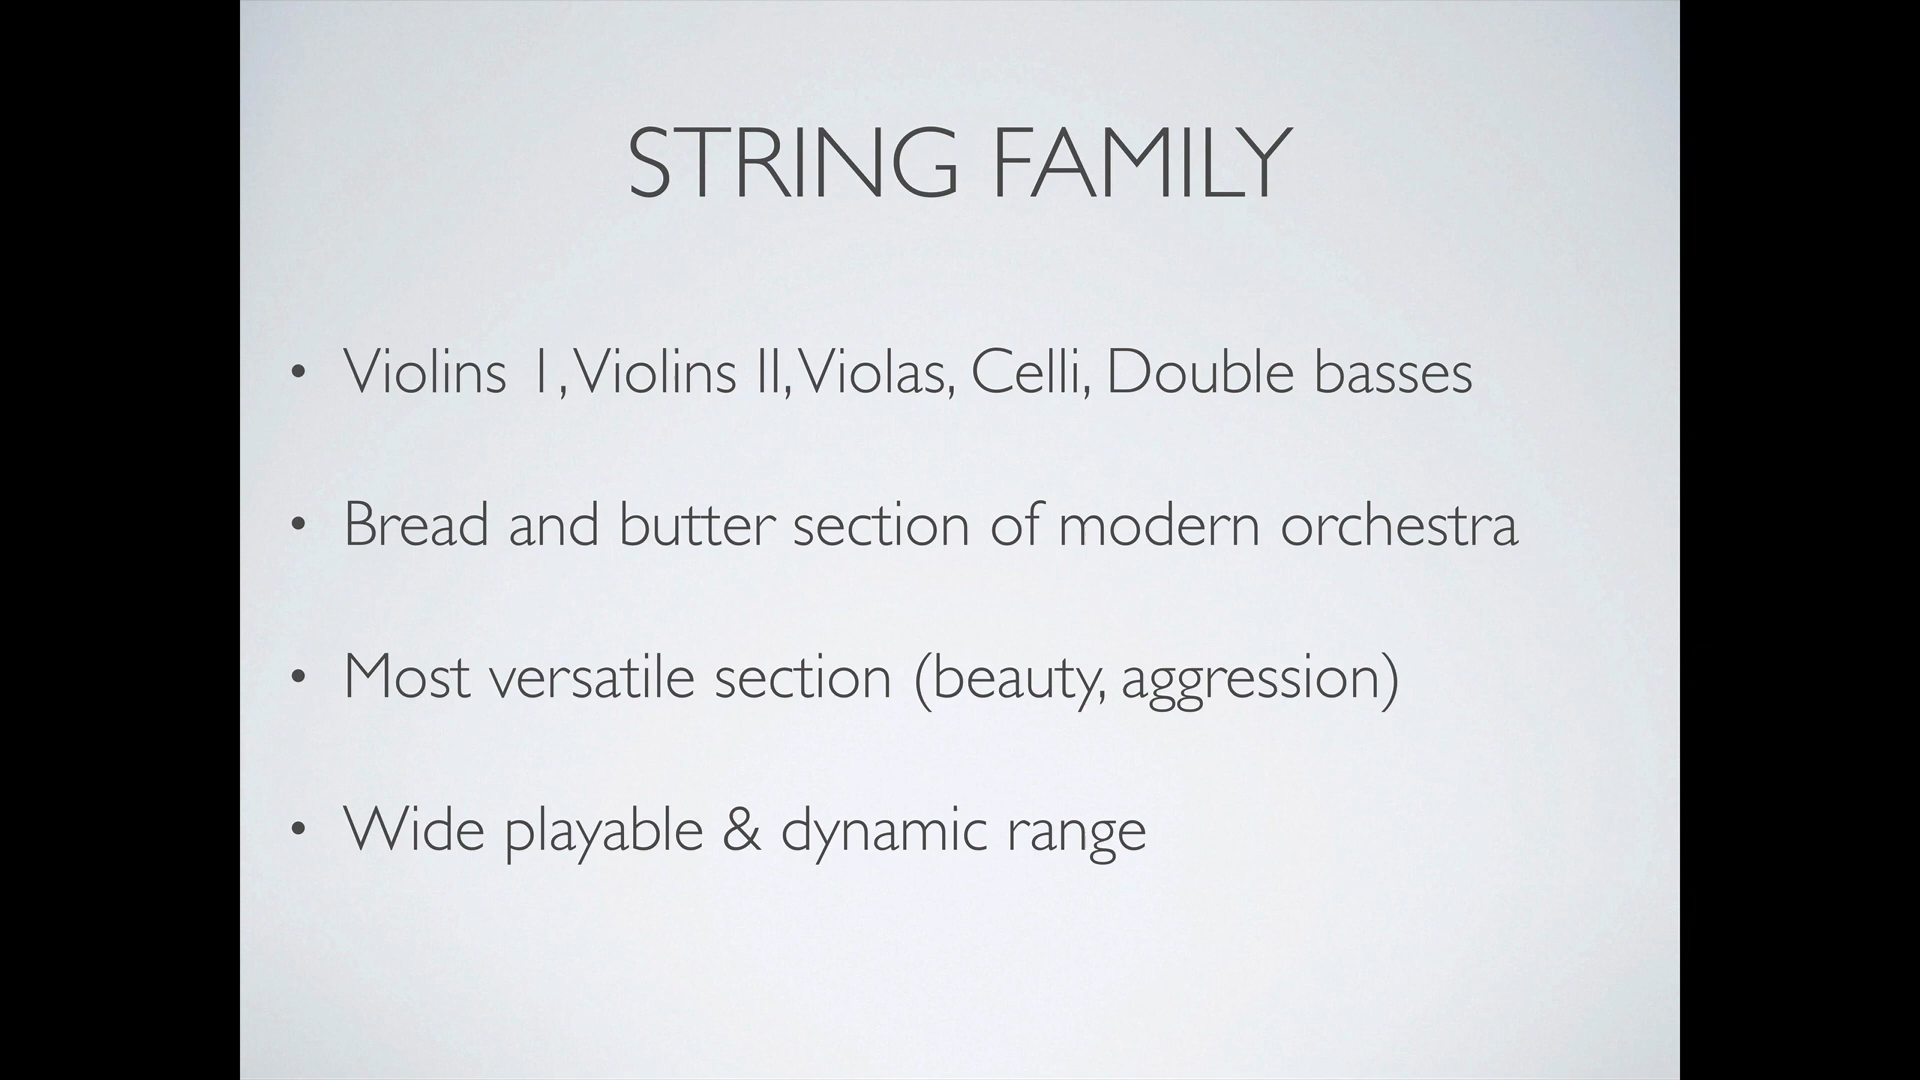 STRING FAMILY
• Violins 1, Violins II, Violas, Celli, Double basses
• Bread and butter section of modern orchestra
• Most versatile section (beauty, aggression)
• Wide playable & dynamic range